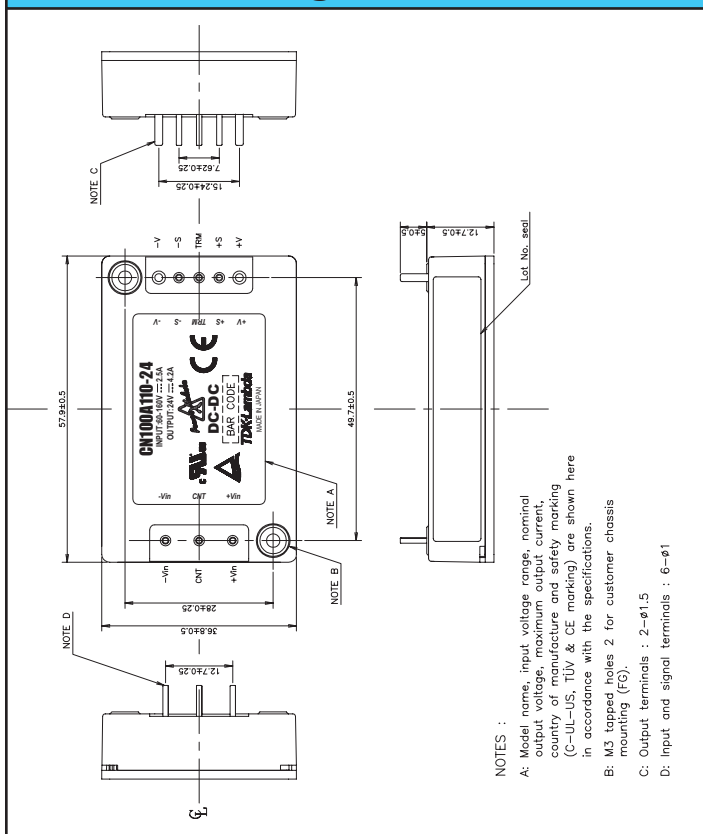 NOTE C
7.62±0.25
15.24±0.25
-V
-S
TRM
+S
+V
57.9±0.5
49.7±0.5
-V
-S
TRM
+S
+V
CN100A110-24
INPUT:60-160V 2.5A
OUTPUT:24V 4.2A
DC-DC
BAR CODE
TDK-Lambda
MADE IN JAPAN
c UL us
CE
-Vin
CNT
+Vin
-Vin
CNT
+Vin
NOTE A
NOTE B
28±0.25
36.8±0.5
NOTE D
12.7±0.25
5±0.5
12.7±0.5
Lot No. seal
NOTES :
A: Model name, input voltage range, nominal
output voltage, maximum output current,
country of manufacture and safety marking
(C-UL-US, TÜV & CE marking) are shown here
in accordance with the specifications.
B: M3 tapped holes 2 for customer chassis
mounting (FG).
C: Output terminals : 2-ø1.5
D: Input and signal terminals : 6-ø1